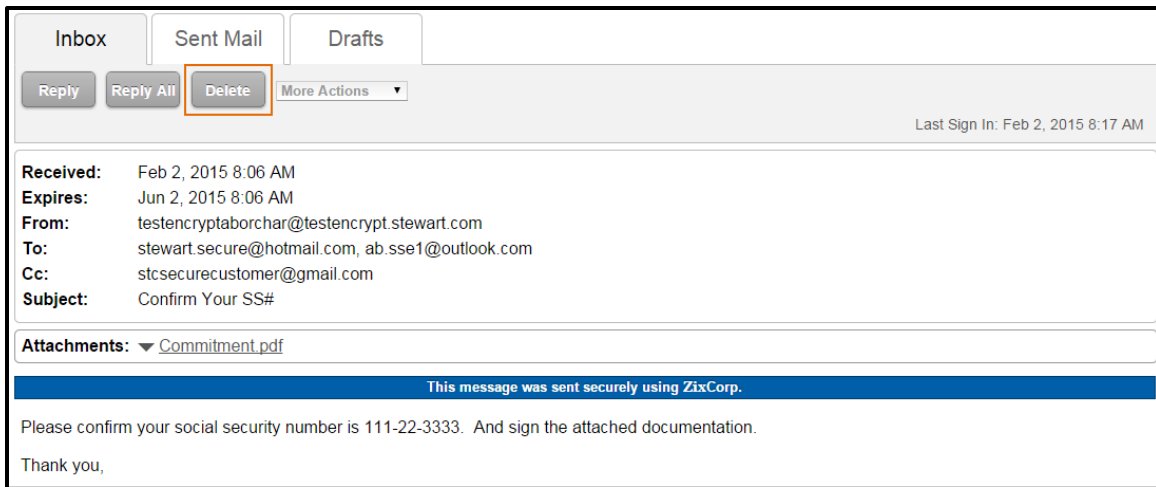 Inbox Sent Mail Drafts
Reply Reply All Delete More Actions
Last Sign In: Feb 2, 2015 8:17 AM
Received: Feb 2, 2015 8:06 AM
Expires: Jun 2, 2015 8:06 AM
From: testencryptaborchar@testencrypt.stewart.com
To: stewart.secure@hotmail.com, ab.sse1@outlook.com
Cc: stcsecurecustomer@gmail.com
Subject: Confirm Your SS#
Attachments: Commitment.pdf
This message was sent securely using ZixCorp.
Please confirm your social security number is 111-22-3333. And sign the attached documentation.
Thank you,